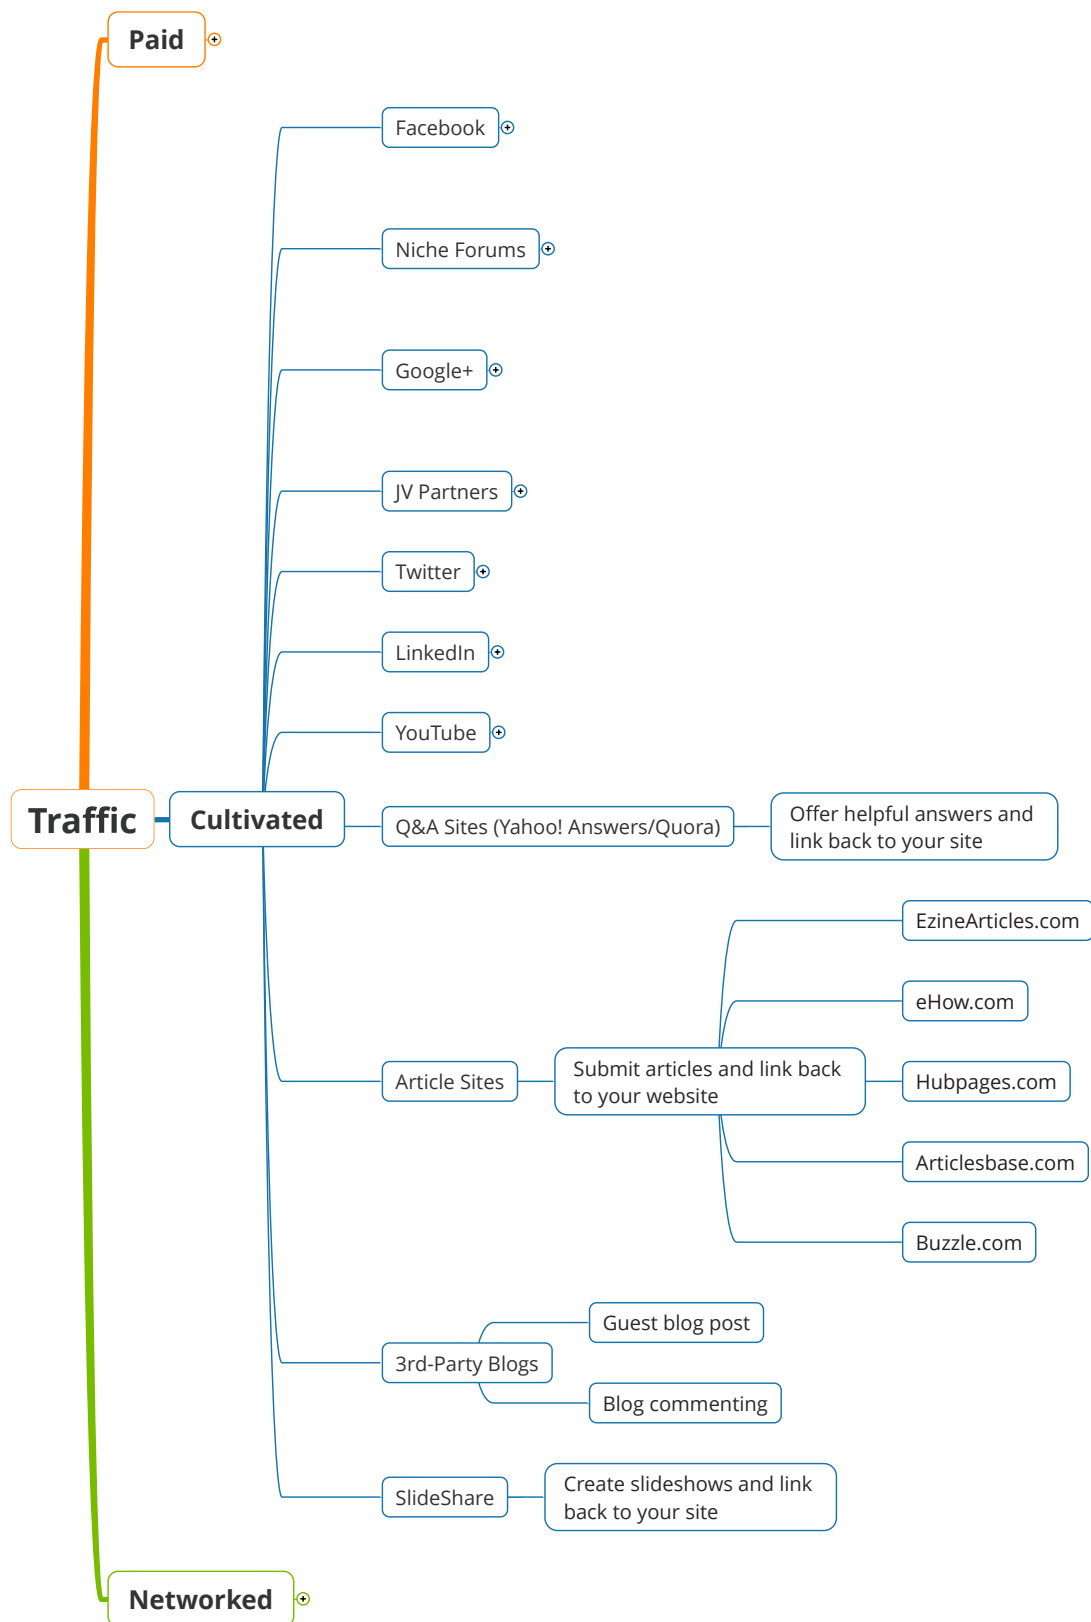 Paid
Facebook
Niche Forums
Google+
JV Partners
Twitter
LinkedIn
YouTube
Traffic
Cultivated
Q&A Sites (Yahoo! Answers/Quora)
Offer helpful answers and
link back to your site
EzineArticles.com
eHow.com
Article Sites
Submit articles and link back
to your website
Hubpages.com
Articlesbase.com
Buzzle.com
Guest blog post
3rd-Party Blogs
Blog commenting
SlideShare
Create slideshows and link
back to your site
Networked